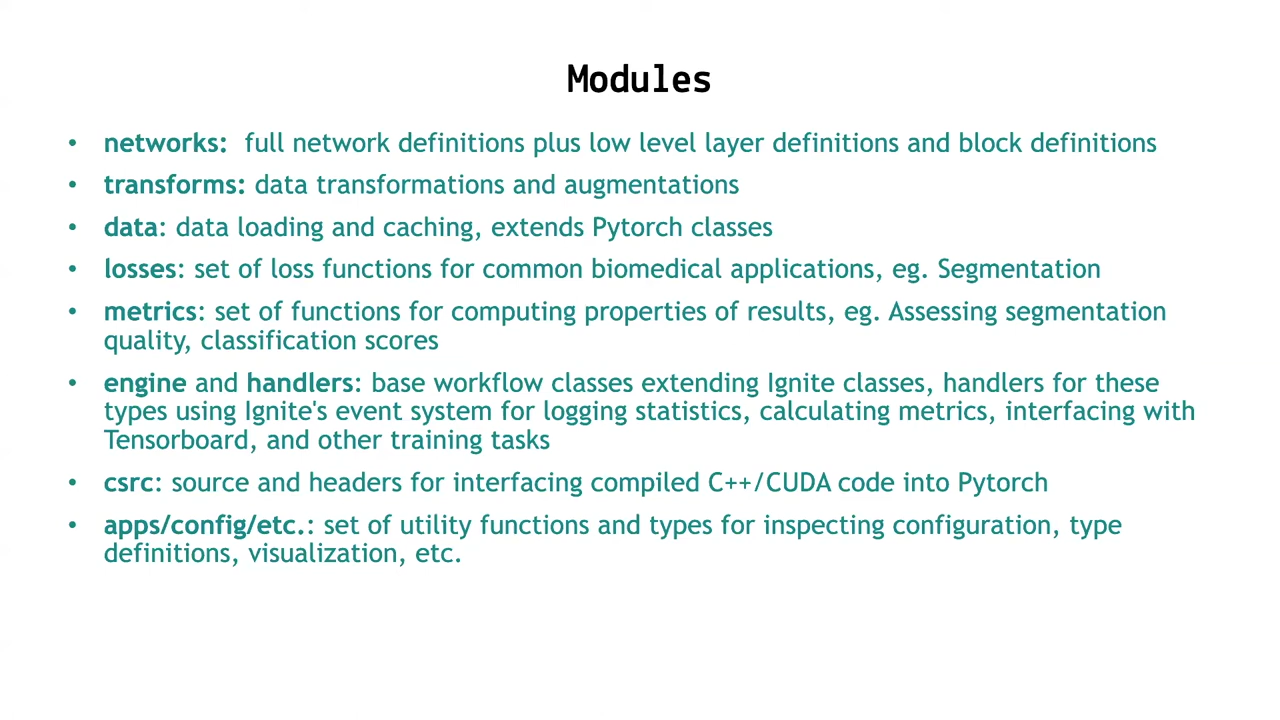 Modules
• networks:  full network definitions plus low level layer definitions and block definitions
• transforms: data transformations and augmentations
• data: data loading and caching, extends Pytorch classes
• losses: set of loss functions for common biomedical applications, eg. Segmentation
• metrics: set of functions for computing properties of results, eg. Assessing segmentation
quality, classification scores
• engine and handlers: base workflow classes extending Ignite classes, handlers for these
types using Ignite's event system for logging statistics, calculating metrics, interfacing with
Tensorboard, and other training tasks
• csrc: source and headers for interfacing compiled C++/CUDA code into Pytorch
• apps/config/etc.: set of utility functions and types for inspecting configuration, type
definitions, visualization, etc.